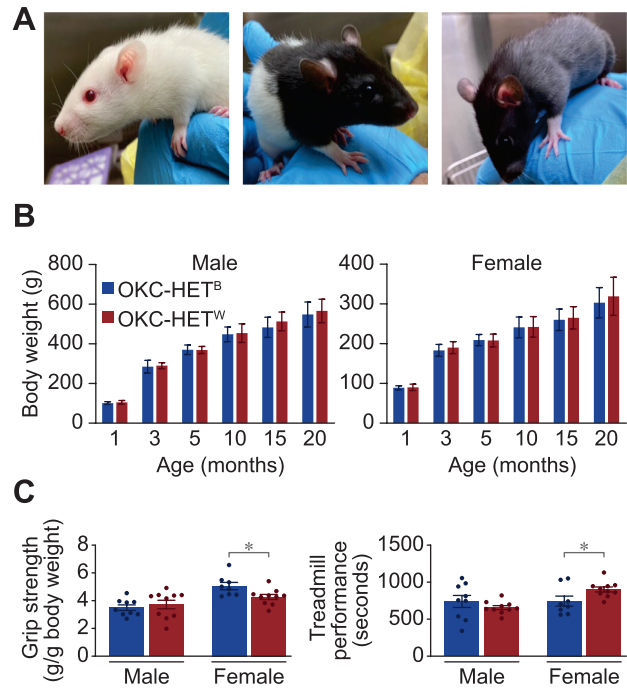 A
B
Male
Female
Body weight (g)
800
600
400
200
0
OKC-HETᴮ
OKC-HETᵂ
1 3 5 10 15 20
Age (months)
400
300
200
100
0
1 3 5 10 15 20
Age (months)
C
Grip strength
(g/g body weight)
8
6
4
2
0
*
Male Female
Treadmill
performance
(seconds)
1500
1000
500
0
*
Male Female